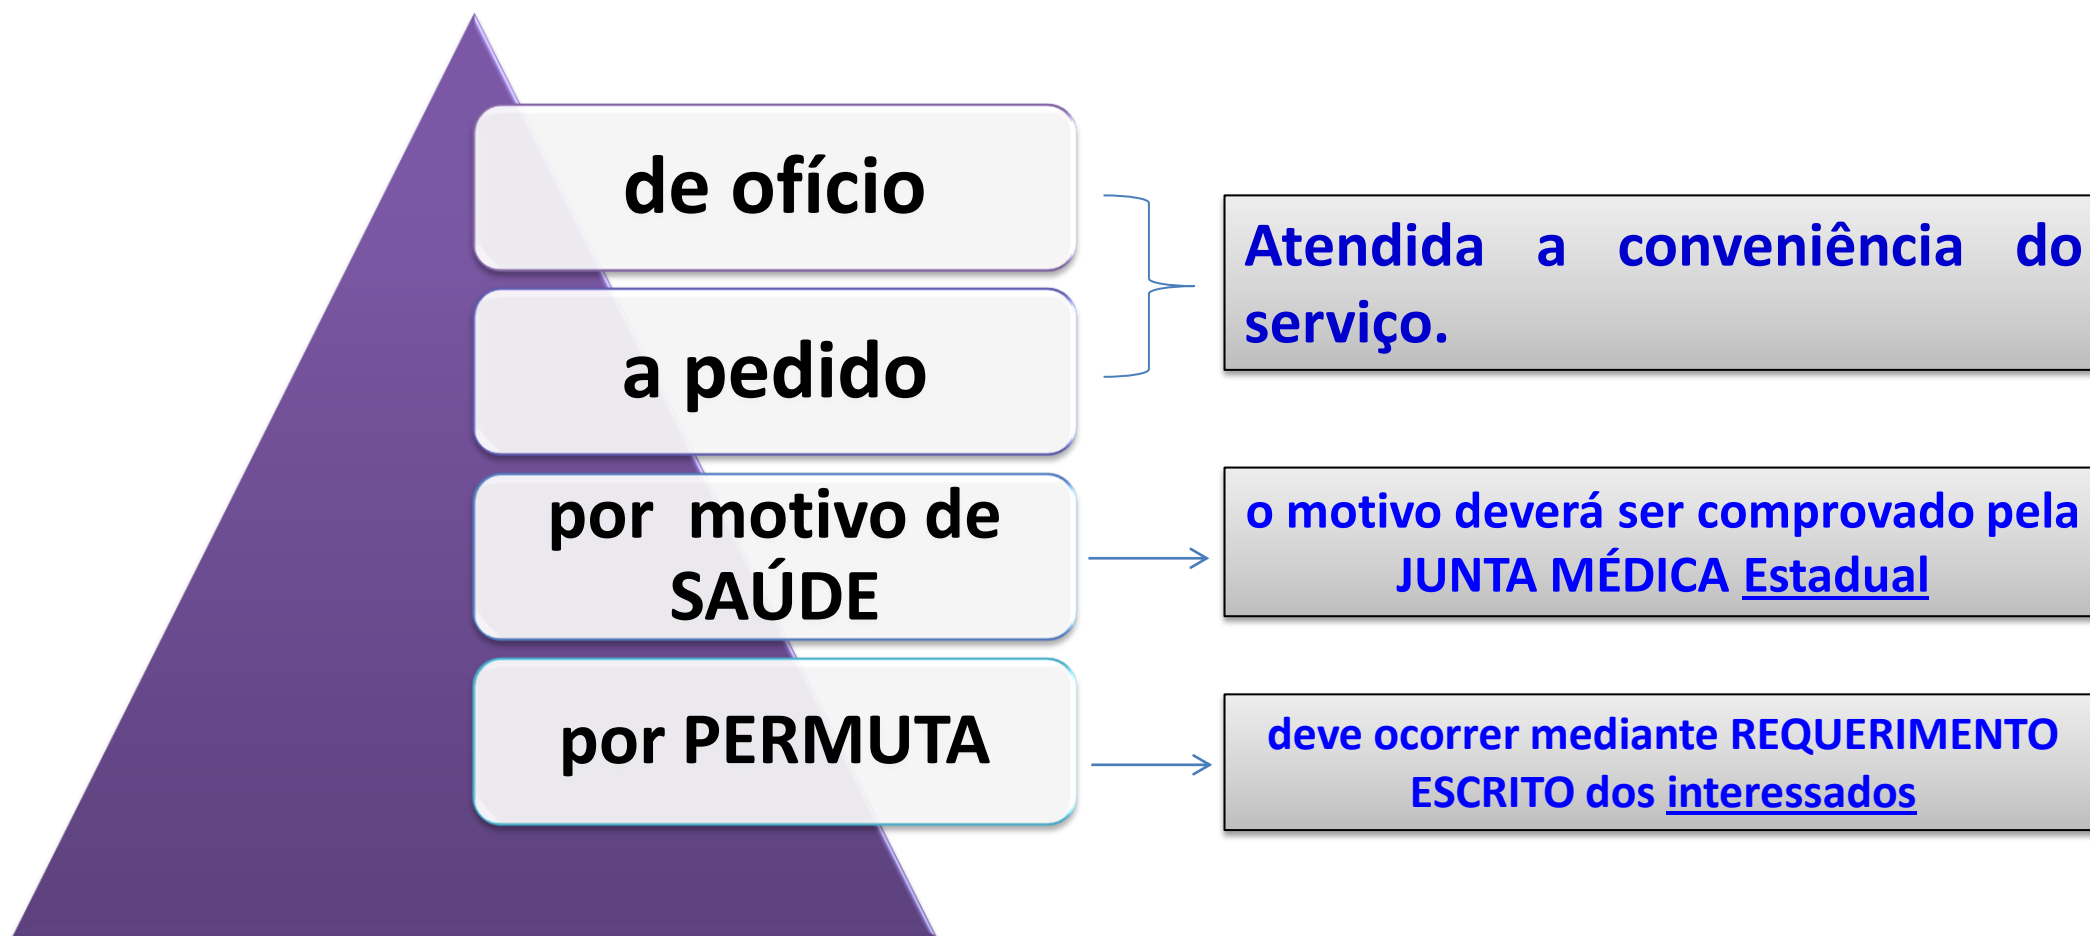 de ofício
a pedido
por motivo de
SAÚDE
por PERMUTA
Atendida a conveniência do
serviço.
o motivo deverá ser comprovado pela
JUNTA MÉDICA Estadual
deve ocorrer mediante REQUERIMENTO
ESCRITO dos interessados